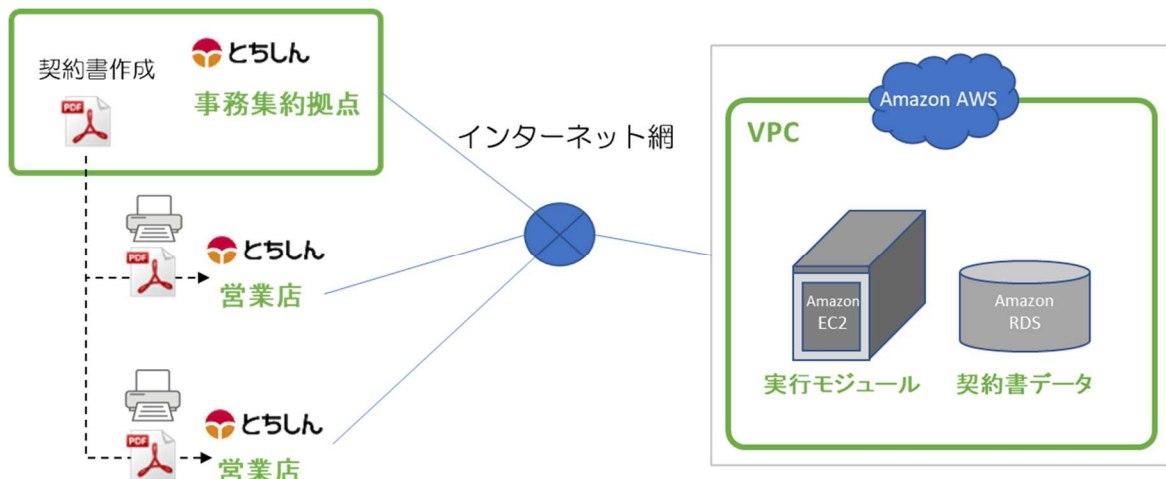 契約書作成
PDF
とちしん
事務集約拠点
インターネット網
Amazon AWS
VPC
PDF
とちしん
営業店
Amazon
EC2
Amazon
RDS
実行モジュール
契約書データ
PDF
とちしん
営業店